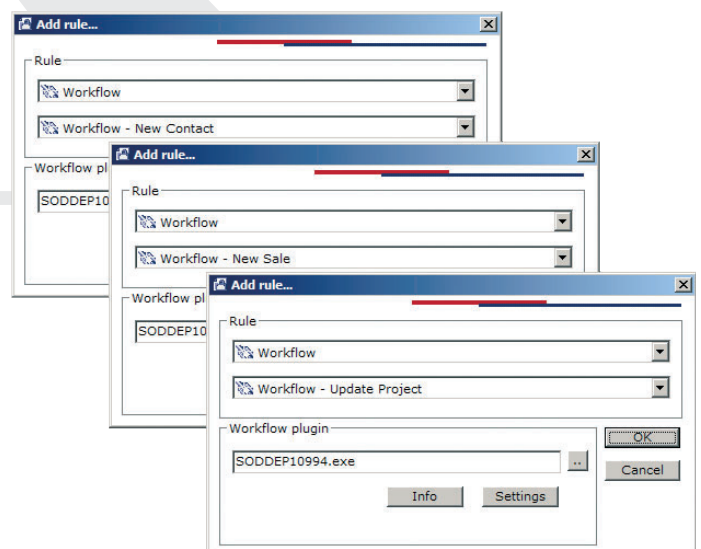 Add rule...
Rule
Workflow
Workflow - New Contact
Workflow pl
SODDEP10
Add rule...
Rule
Workflow
Workflow - New Sale
Workflow pl
SODDEP10
Add rule...
Rule
Workflow
Workflow - Update Project
Workflow plugin
SODDEP10994.exe
..
OK
Cancel
Info
Settings